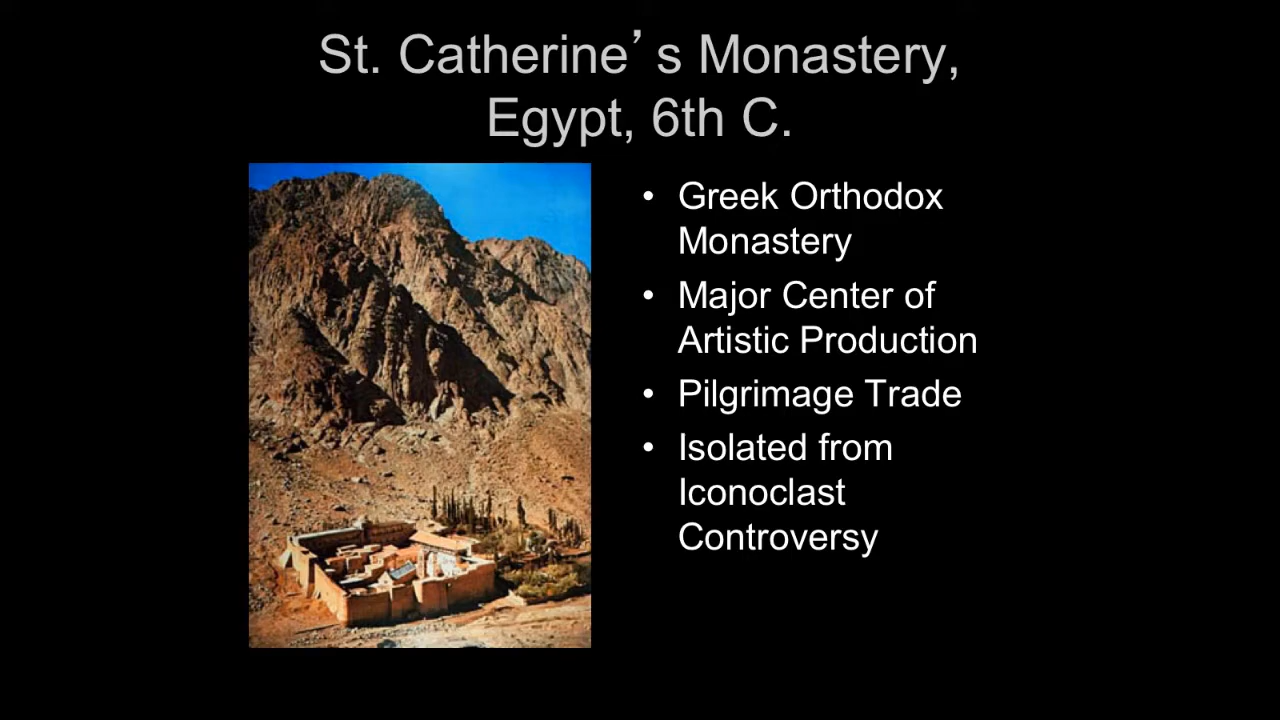 St. Catherine’s Monastery,
Egypt, 6th C.
• Greek Orthodox
Monastery
• Major Center of
Artistic Production
• Pilgrimage Trade
• Isolated from
Iconoclast
Controversy